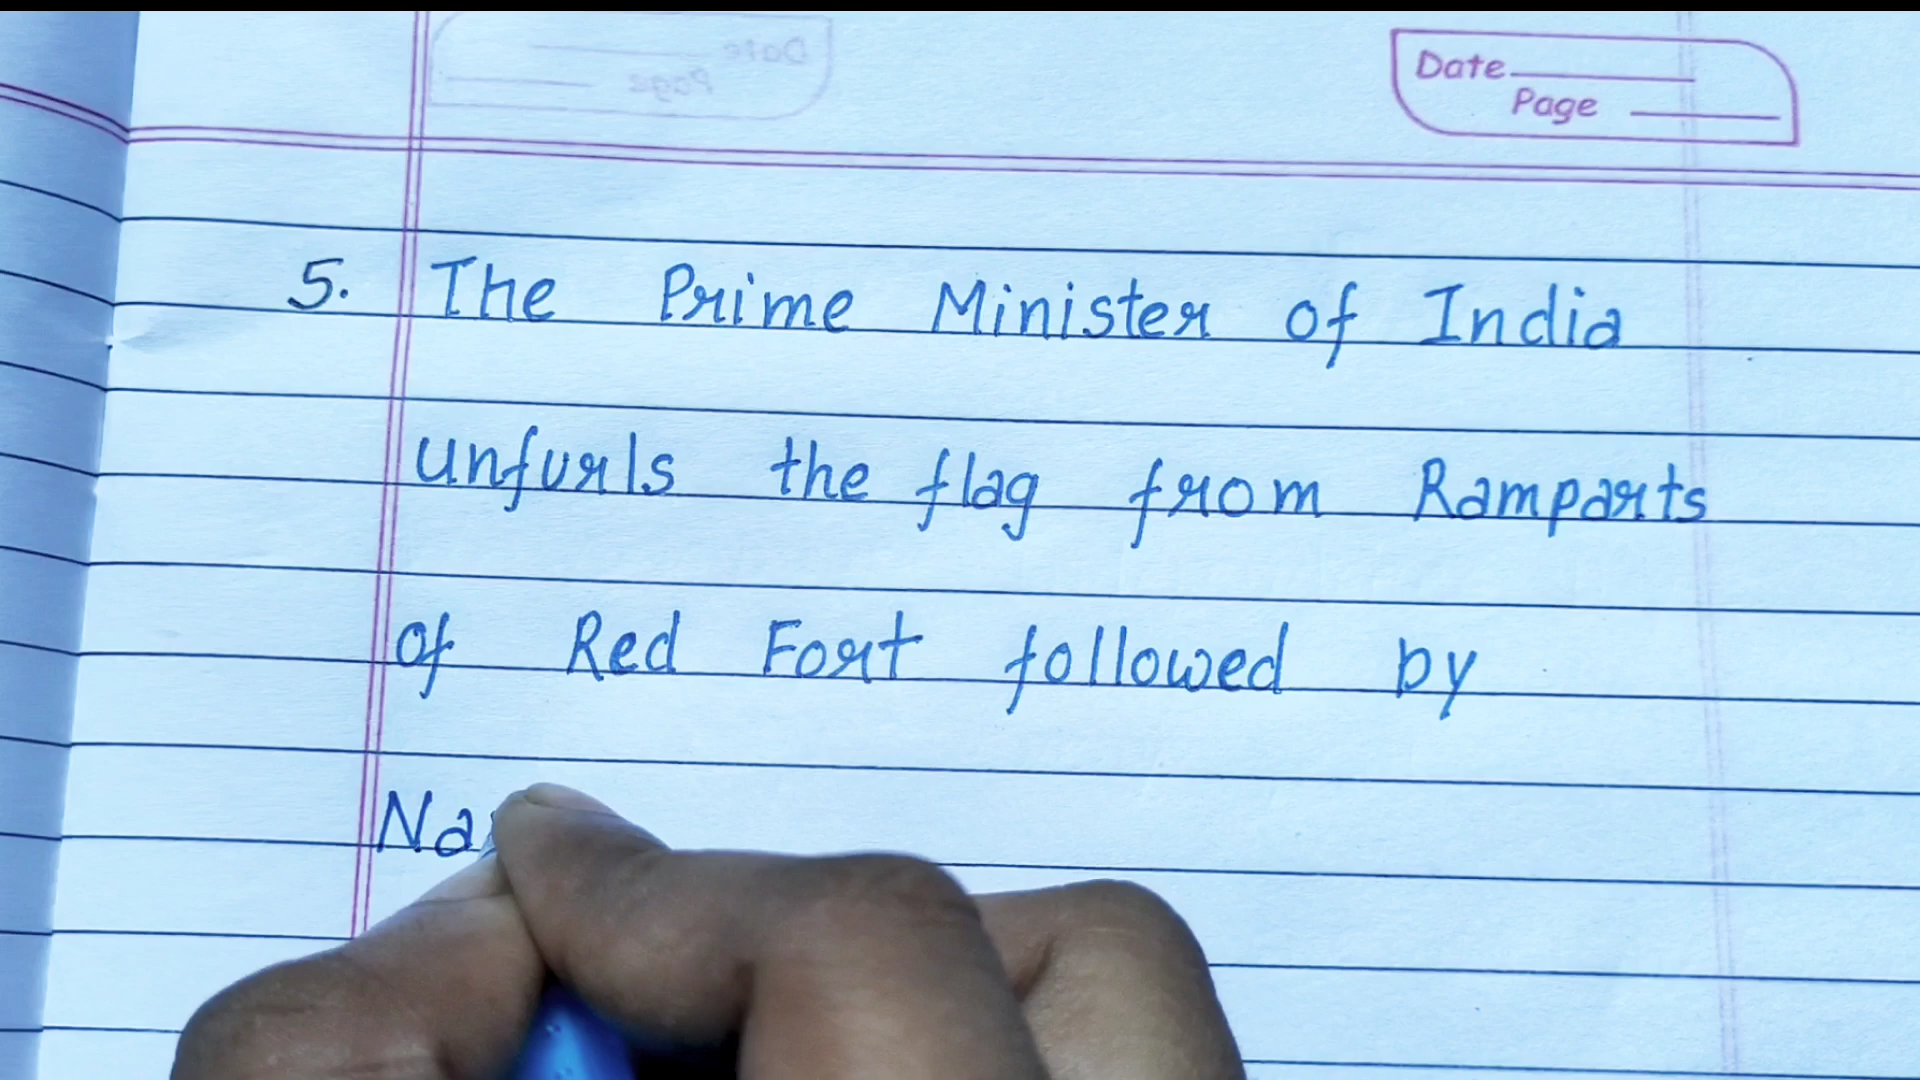 Date
Page
5. The Prime Minister of India
unfurls the flag from Ramparts
of Red Fort followed by
Na